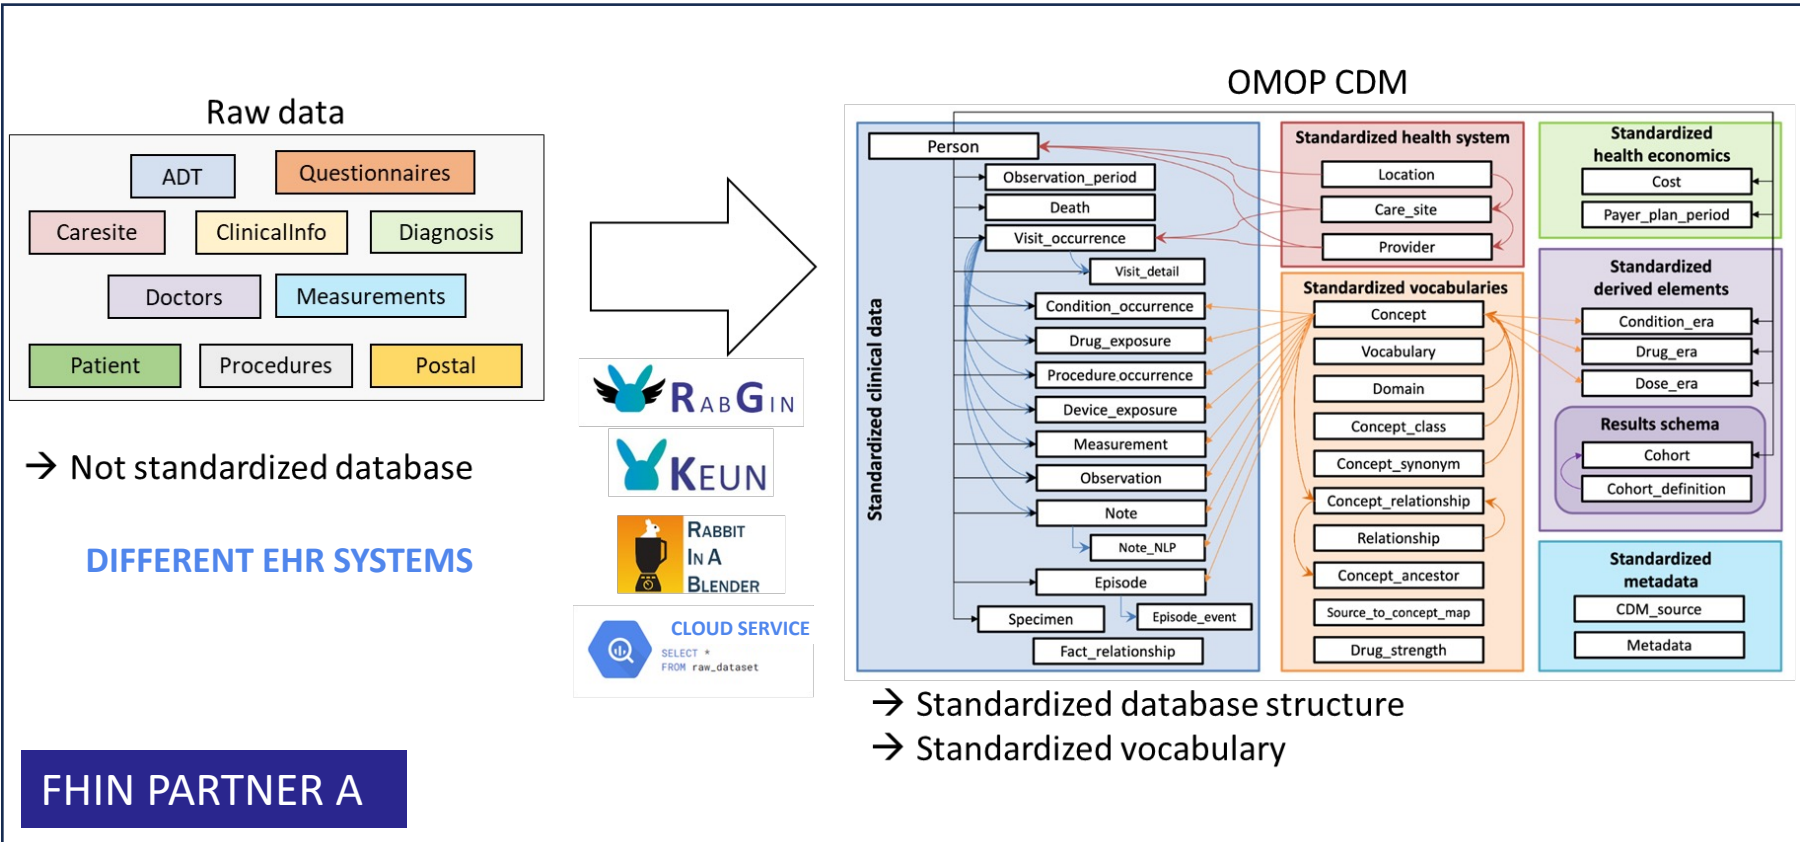 Raw data
ADT
Questionnaires
Caresite
ClinicalInfo
Diagnosis
Doctors
Measurements
Patient
Procedures
Postal
→ Not standardized database
DIFFERENT EHR SYSTEMS
FHIN PARTNER A
RABGIN
KEUN
RABBIT
IN A
BLENDER
CLOUD SERVICE
SELECT *
FROM raw_dataset
OMOP CDM
Standardized clinical data
Person
Observation_period
Death
Visit_occurrence
Visit_detail
Condition_occurrence
Drug_exposure
Procedure_occurrence
Device_exposure
Measurement
Observation
Note
Note_NLP
Episode
Episode_event
Specimen
Fact_relationship
Standardized health system
Location
Care_site
Provider
Standardized vocabularies
Concept
Vocabulary
Domain
Concept_class
Concept_synonym
Concept_relationship
Relationship
Concept_ancestor
Source_to_concept_map
Drug_strength
Standardized
health economics
Cost
Payer_plan_period
Standardized
derived elements
Condition_era
Drug_era
Dose_era
Results schema
Cohort
Cohort_definition
Standardized
metadata
CDM_source
Metadata
→ Standardized database structure
→ Standardized vocabulary